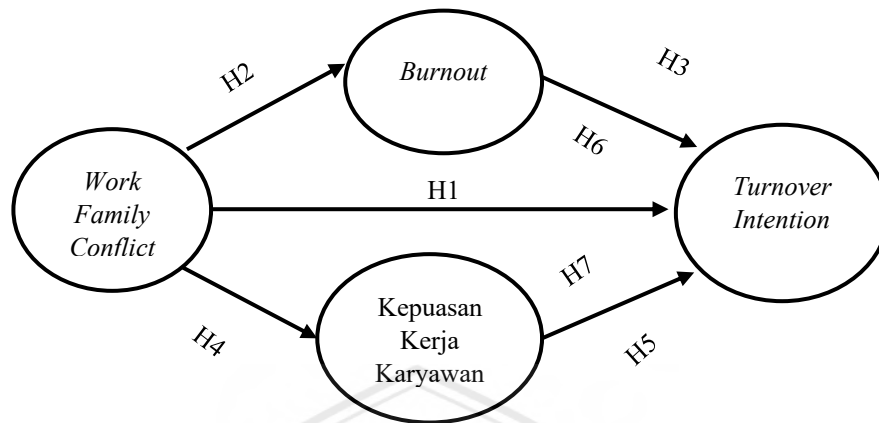 Burnout
H2
H3
H6
Work
Family
Conflict
H1
Turnover
Intention
H4
Kepuasan
Kerja
Karyawan
H7
H5